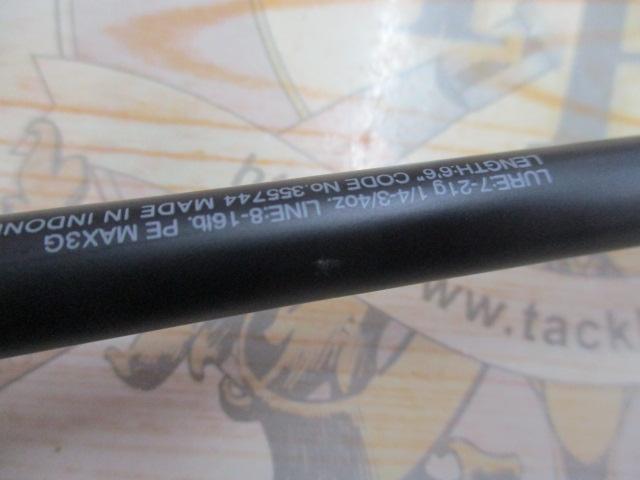 LURE:7-21g 1/4-3/4oz. LINE:8-16lb. PE MAX3G
LENGTH:6'6" CODE No.355744 MADE IN INDONE
www.tackl